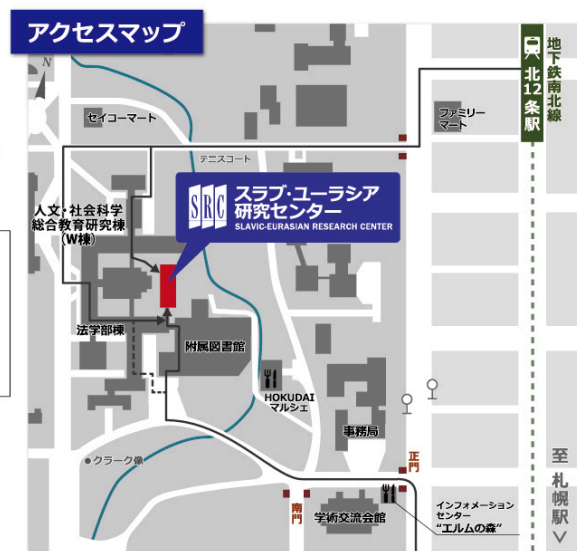 アクセスマップ
N
セイコーマート
ファミリー
マート
北12条駅
地下鉄南北線
テニスコート
人文・社会科学
総合教育研究棟
(W棟)
SRC
スラブ・ユーラシア
研究センター
SLAVIC-EURASIAN RESEARCH CENTER
法学部棟
附属図書館
HOKUDAI
マルシェ
事務局
クラーク像
正門
南門
学術交流会館
インフォメーション
センター
“エルムの森”
至札幌駅